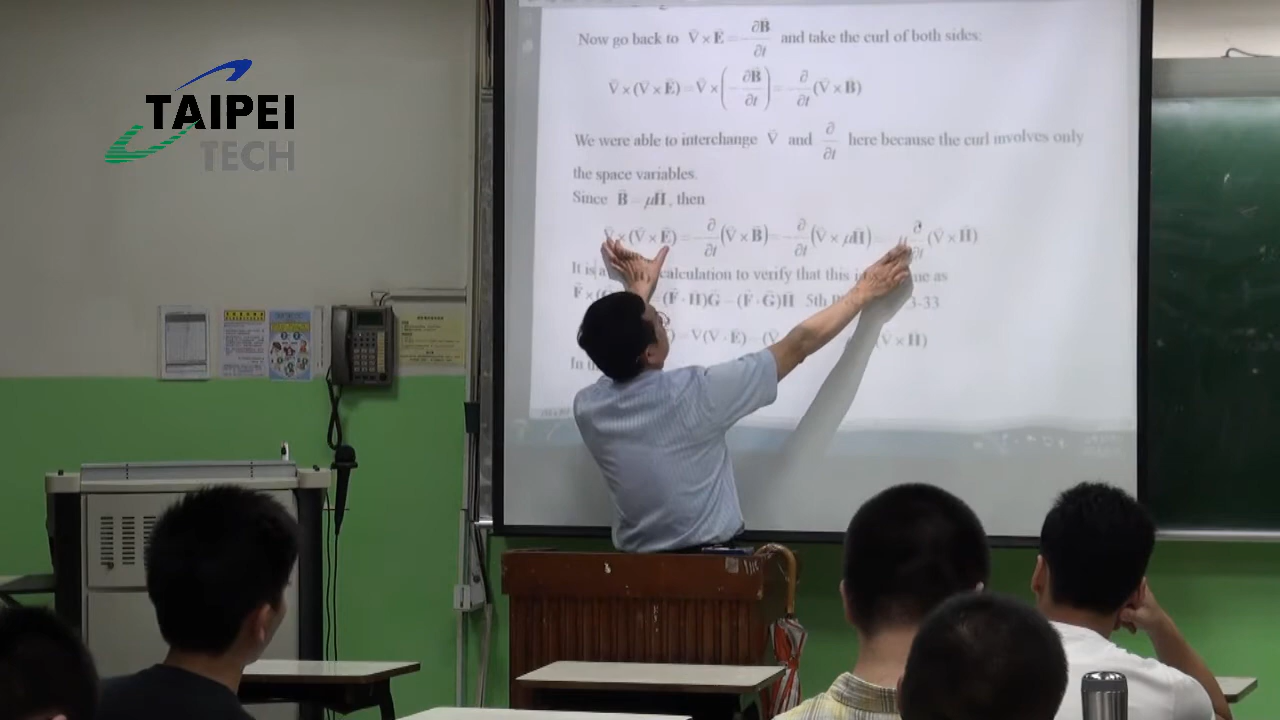 TAIPEI
TECH
Now go back to ∇̄ × Ē = −∂B̄/∂t and take the curl of both sides:
∇̄ × (∇̄ × Ē) = ∇̄ × (−∂B̄/∂t) = −∂/∂t (∇̄ × B̄)
We were able to interchange ∇̄ and ∂/∂t here because the curl involves only
the space variables.
Since B̄ = μH̄, then
∇̄ × (∇̄ × Ē) = −∂/∂t (∇̄ × B̄) = −∂/∂t (∇̄ × μH̄) = −μ ∂/∂t (∇̄ × H̄)
It is a calculation to verify that this is as
F̄ × ( (F̄ · H̄)Ḡ − (F̄ · Ḡ)H̄ 5th 3-33
∇(∇̄ · Ē) − (∇̄ (∇̄ × H̄)
In